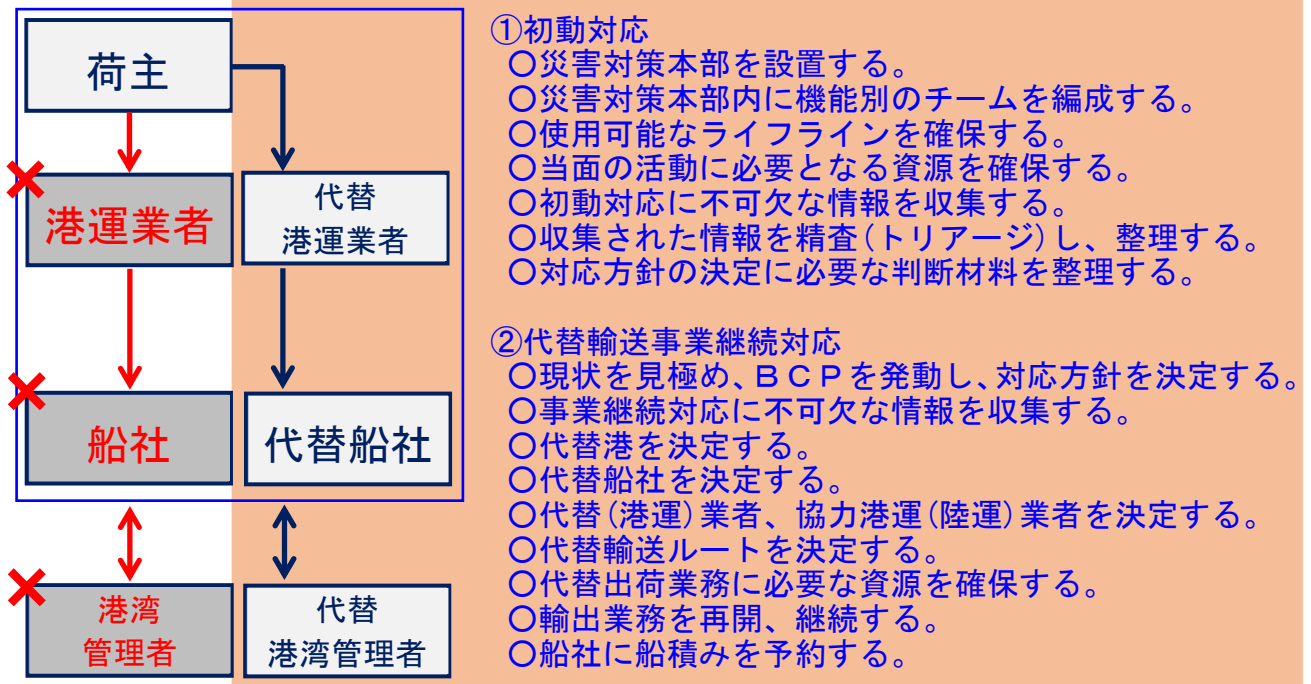 荷主
港運業者
代替
港運業者
船社
代替船社
港湾
管理者
代替
港湾管理者
①初動対応
○災害対策本部を設置する。
○災害対策本部内に機能別のチームを編成する。
○使用可能なライフラインを確保する。
○当面の活動に必要となる資源を確保する。
○初動対応に不可欠な情報を収集する。
○収集された情報を精査(トリアージ)し、整理する。
○対応方針の決定に必要な判断材料を整理する。
②代替輸送事業継続対応
○現状を見極め、BCPを発動し、対応方針を決定する。
○事業継続対応に不可欠な情報を収集する。
○代替港を決定する。
○代替船社を決定する。
○代替(港運)業者、協力港運(陸運)業者を決定する。
○代替輸送ルートを決定する。
○代替出荷業務に必要な資源を確保する。
○輸出業務を再開、継続する。
○船社に船積みを予約する。